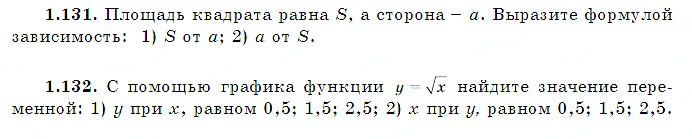 1.131. Площадь квадрата равна S, а сторона – a. Выразите формулой
зависимость: 1) S от a; 2) a от S.
1.132. С помощью графика функции y = √x найдите значение пере-
менной: 1) y при x, равном 0,5; 1,5; 2,5; 2) x при y, равном 0,5; 1,5; 2,5.